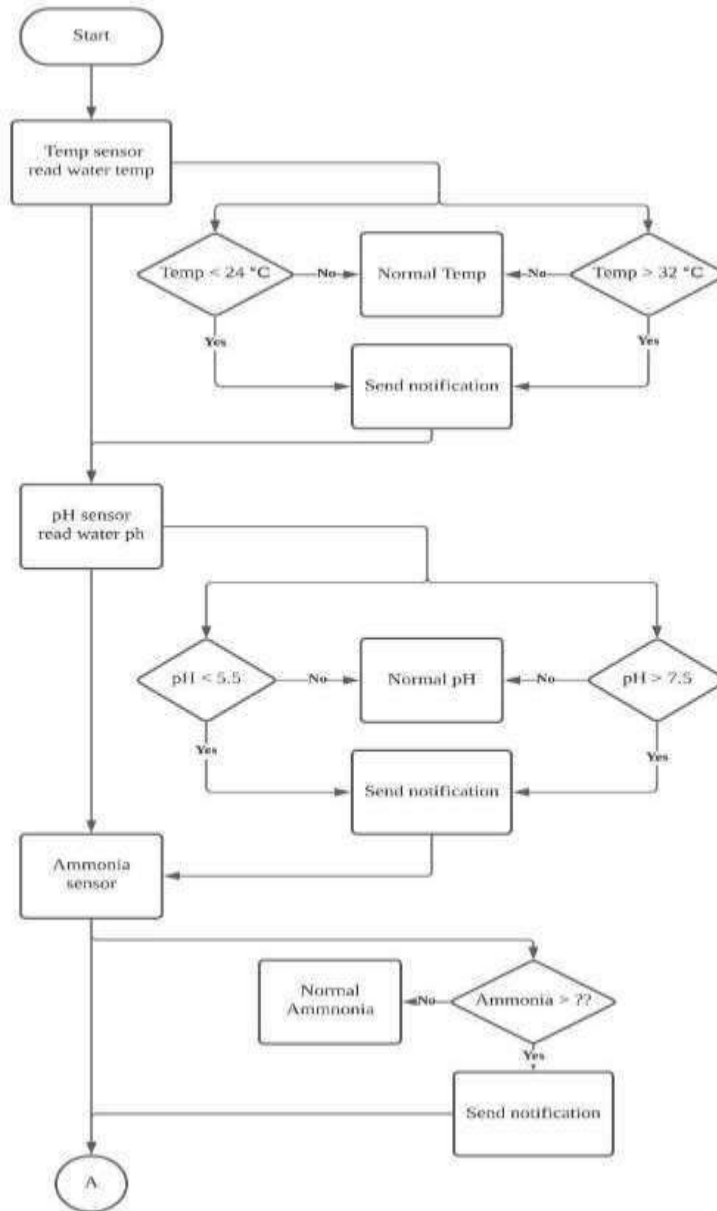 Start
Temp sensor
read water temp
Temp < 24 °C
No
Normal Temp
No
Temp > 32 °C
Yes
Yes
Send notification
pH sensor
read water ph
pH < 5.5
No
Normal pH
No
pH > 7.5
Yes
Yes
Send notification
Ammonia
sensor
Normal
Ammnonia
No
Ammonia > ??
Yes
Send notification
A